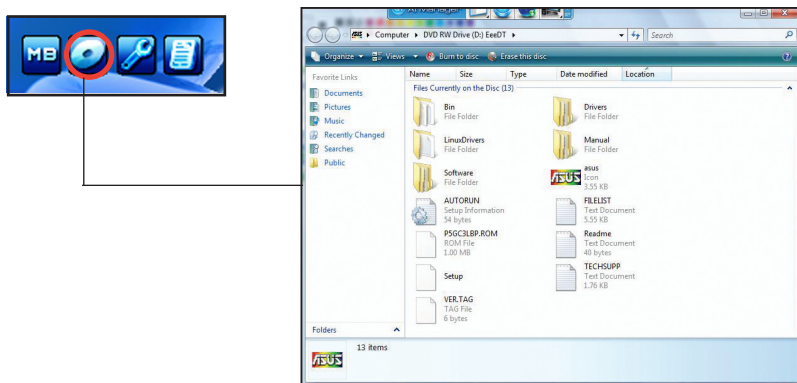 MB
AI Manager
Computer ▸ DVD RW Drive (D:) EeeDT ▸
Search
Organize
Views
Burn to disc
Erase this disc
Favorite Links
Documents
Pictures
Music
Recently Changed
Searches
Public
Folders
Name Size Type Date modified Location
Files Currently on the Disc (13)
Bin
File Folder
Drivers
File Folder
LinuxDrivers
File Folder
Manual
File Folder
Software
File Folder
asus
Icon
3.55 KB
AUTORUN
Setup Information
54 bytes
FILELIST
Text Document
5.55 KB
P5GC3LBP.ROM
ROM File
1.00 MB
Readme
Text Document
40 bytes
Setup
TECHSUPP
Text Document
1.76 KB
VER.TAG
TAG File
6 bytes
ASUS
13 items